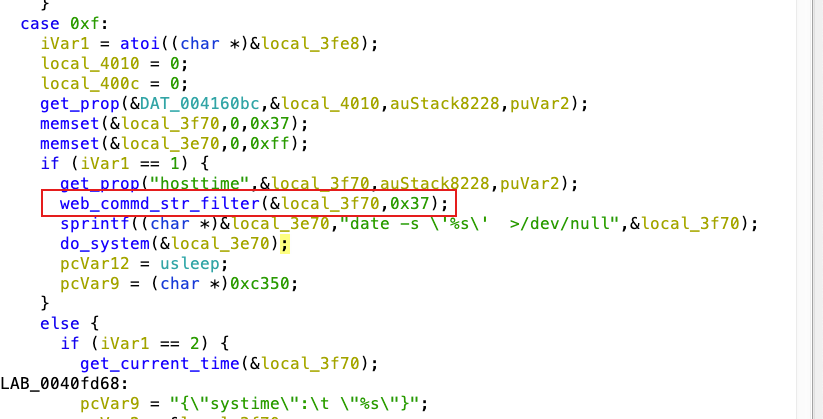 }
case 0xf:
iVar1 = atoi((char *)&local_3fe8);
local_4010 = 0;
local_400c = 0;
get_prop(&DAT_004160bc,&local_4010,auStack8228,puVar2);
memset(&local_3f70,0,0x37);
memset(&local_3e70,0,0xff);
if (iVar1 == 1) {
get_prop("hosttime",&local_3f70,auStack8228,puVar2);
web_commd_str_filter(&local_3f70,0x37);
sprintf((char *)&local_3e70,"date -s \'%s\'  >/dev/null",&local_3f70);
do_system(&local_3e70);
pcVar12 = usleep;
pcVar9 = (char *)0xc350;
}
else {
if (iVar1 == 2) {
get_current_time(&local_3f70);
LAB_0040fd68:
pcVar9 = "{\"systime\":\t \"%s\"}";